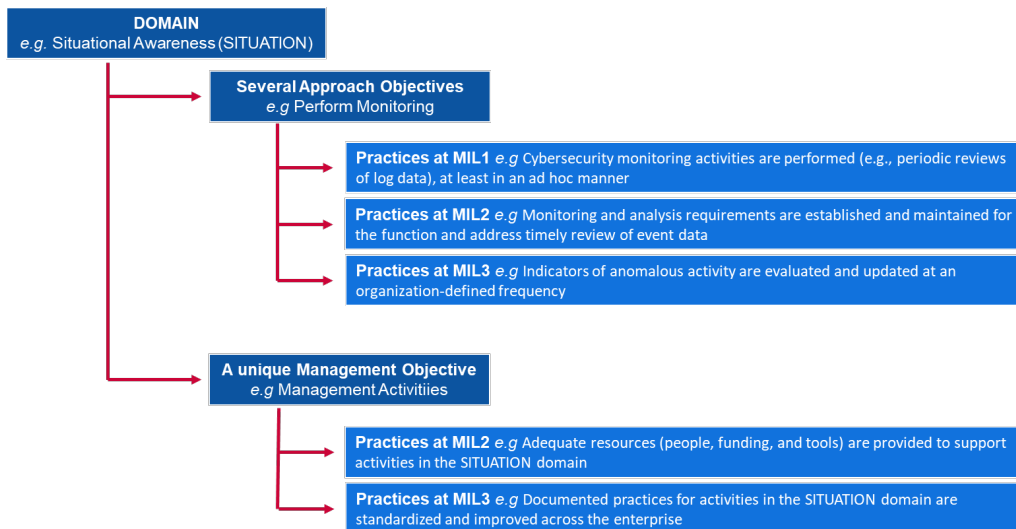 DOMAIN
e.g. Situational Awareness (SITUATION)
Several Approach Objectives
e.g Perform Monitoring
Practices at MIL1 e.g Cybersecurity monitoring activities are performed (e.g., periodic reviews
of log data), at least in an ad hoc manner
Practices at MIL2 e.g Monitoring and analysis requirements are established and maintained for
the function and address timely review of event data
Practices at MIL3 e.g Indicators of anomalous activity are evaluated and updated at an
organization-defined frequency
A unique Management Objective
e.g Management Activitiies
Practices at MIL2 e.g Adequate resources (people, funding, and tools) are provided to support
activities in the SITUATION domain
Practices at MIL3 e.g Documented practices for activities in the SITUATION domain are
standardized and improved across the enterprise